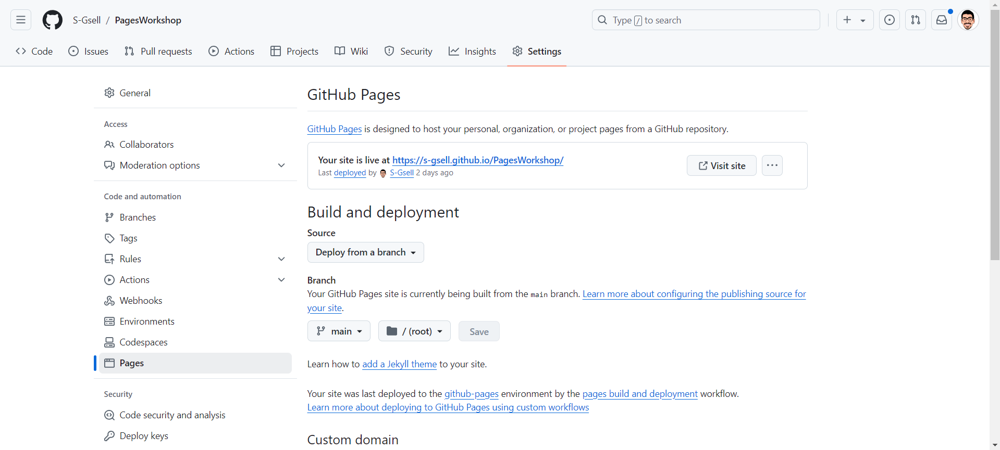 S-Gsell / PagesWorkshop
Type / to search
Code
Issues
Pull requests
Actions
Projects
Wiki
Security
Insights
Settings
General
Access
Collaborators
Moderation options
Code and automation
Branches
Tags
Rules
Actions
Webhooks
Environments
Codespaces
Pages
Security
Code security and analysis
Deploy keys
GitHub Pages
GitHub Pages is designed to host your personal, organization, or project pages from a GitHub repository.
Your site is live at https://s-gsell.github.io/PagesWorkshop/
Last deployed by S-Gsell 2 days ago
Visit site
Build and deployment
Source
Deploy from a branch
Branch
Your GitHub Pages site is currently being built from the main branch. Learn more about configuring the publishing source for
your site.
main
/ (root)
Save
Learn how to add a Jekyll theme to your site.
Your site was last deployed to the github-pages environment by the pages build and deployment workflow.
Learn more about deploying to GitHub Pages using custom workflows
Custom domain